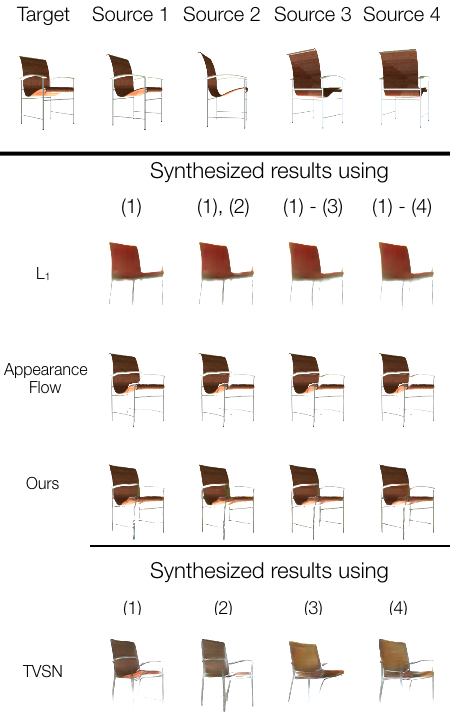 Target Source 1 Source 2 Source 3 Source 4
Synthesized results using
(1) (1), (2) (1) - (3) (1) - (4)
L₁
Appearance
Flow
Ours
Synthesized results using
(1) (2) (3) (4)
TVSN